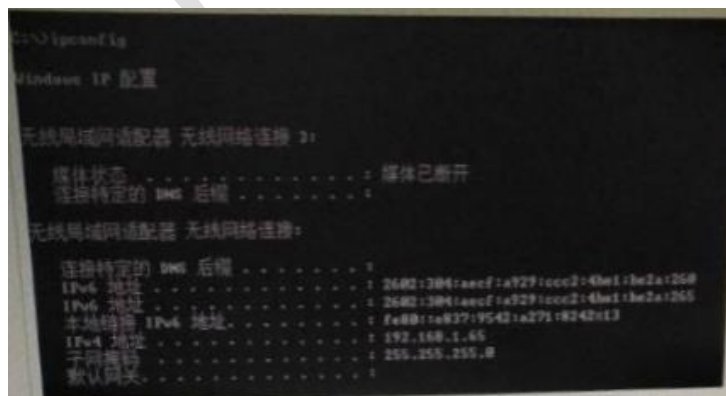 C:\>ipconfig
Windows IP 配置
无线局域网适配器 无线网络连接 3:
媒体状态 . . . . . . . . . . . . : 媒体已断开
连接特定的 DNS 后缀 . . . . . . . :
无线局域网适配器 无线网络连接:
连接特定的 DNS 后缀 . . . . . . . :
IPv6 地址 . . . . . . . . . . . . :
IPv6 地址 . . . . . . . . . . . . :
本地链接 IPv6 地址. . . . . . . . :
IPv4 地址 . . . . . . . . . . . . : 192.168.1.65
子网掩码 . . . . . . . . . . . . : 255.255.255.0
默认网关. . . . . . . . . . . . . :